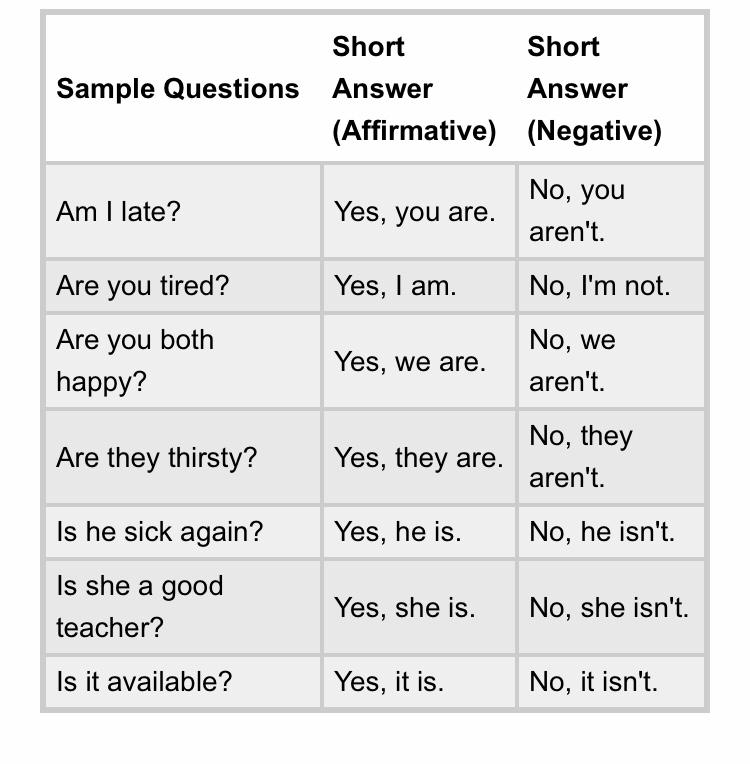 Sample Questions
Short
Answer
(Affirmative)
Short
Answer
(Negative)
Am I late?
Yes, you are.
No, you
aren't.
Are you tired?
Yes, I am.
No, I'm not.
Are you both
happy?
Yes, we are.
No, we
aren't.
Are they thirsty?
Yes, they are.
No, they
aren't.
Is he sick again?
Yes, he is.
No, he isn't.
Is she a good
teacher?
Yes, she is.
No, she isn't.
Is it available?
Yes, it is.
No, it isn't.